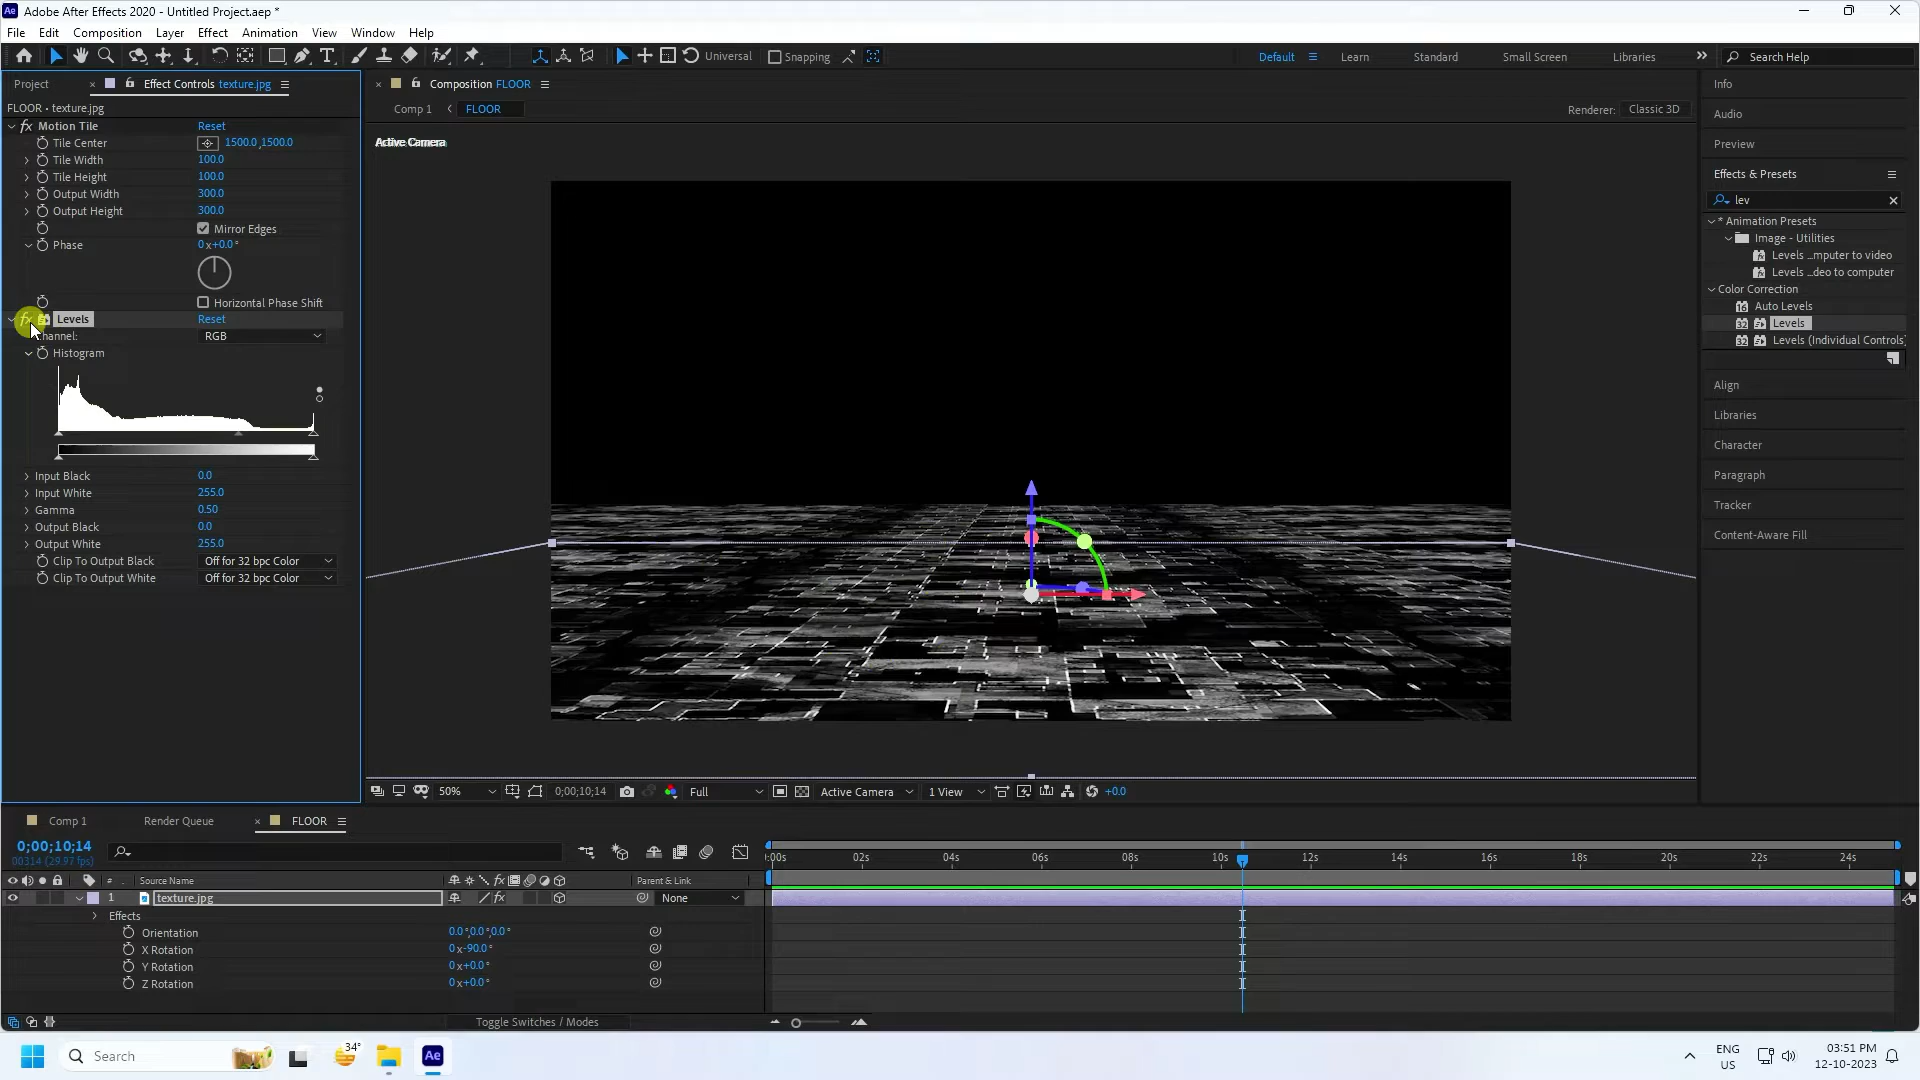 Adobe After Effects 2020 - Untitled Project.aep *
File Edit Composition Layer Effect Animation View Window Help
Universal Snapping Default Learn Standard Small Screen Libraries Search Help
Project Effect Controls texture.jpg
FLOOR • texture.jpg
fx Motion Tile Reset
Tile Center 1500.0,1500.0
Tile Width 100.0
Tile Height 100.0
Output Width 300.0
Output Height 300.0
Mirror Edges
Phase 0x+0.0°
Horizontal Phase Shift
fx Levels Reset
hannel: RGB
Histogram
Input Black 0.0
Input White 255.0
Gamma 0.50
Output Black 0.0
Output White 255.0
Clip To Output Black Off for 32 bpc Color
Clip To Output White Off for 32 bpc Color
Composition FLOOR
Comp 1 FLOOR
Renderer: Classic 3D
Active Camera
50% 0;00;10;14 Full Active Camera 1 View +0.0
Info
Audio
Preview
Effects & Presets
lev
* Animation Presets
Image - Utilities
Levels ...mputer to video
Levels ...deo to computer
Color Correction
Auto Levels
Levels
Levels (Individual Controls)
Align
Libraries
Character
Paragraph
Tracker
Content-Aware Fill
Comp 1 Render Queue FLOOR
0;00;10;14
00314 (29.97 fps)
:00s 02s 04s 06s 08s 10s 12s 14s 16s 18s 20s 22s 24s
# Source Name fx Parent & Link
1 texture.jpg fx None
Effects
Orientation 0.0°,0.0°,0.0°
X Rotation 0x-90.0°
Y Rotation 0x+0.0°
Z Rotation 0x+0.0°
Toggle Switches / Modes
Search 34° Ae
ENG
US
03:51 PM
12-10-2023